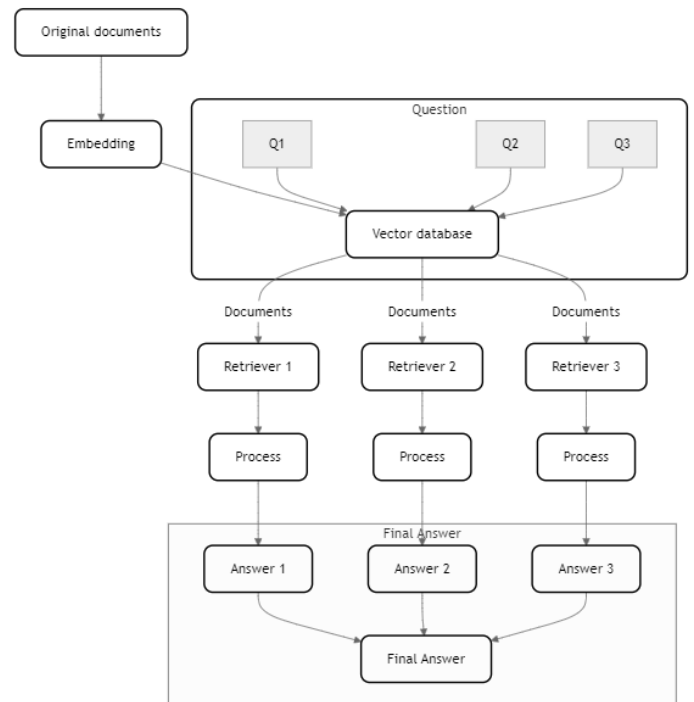 Original documents
Embedding
Question
Q1
Q2
Q3
Vector database
Documents
Documents
Documents
Retriever 1
Retriever 2
Retriever 3
Process
Process
Process
Final Answer
Answer 1
Answer 2
Answer 3
Final Answer